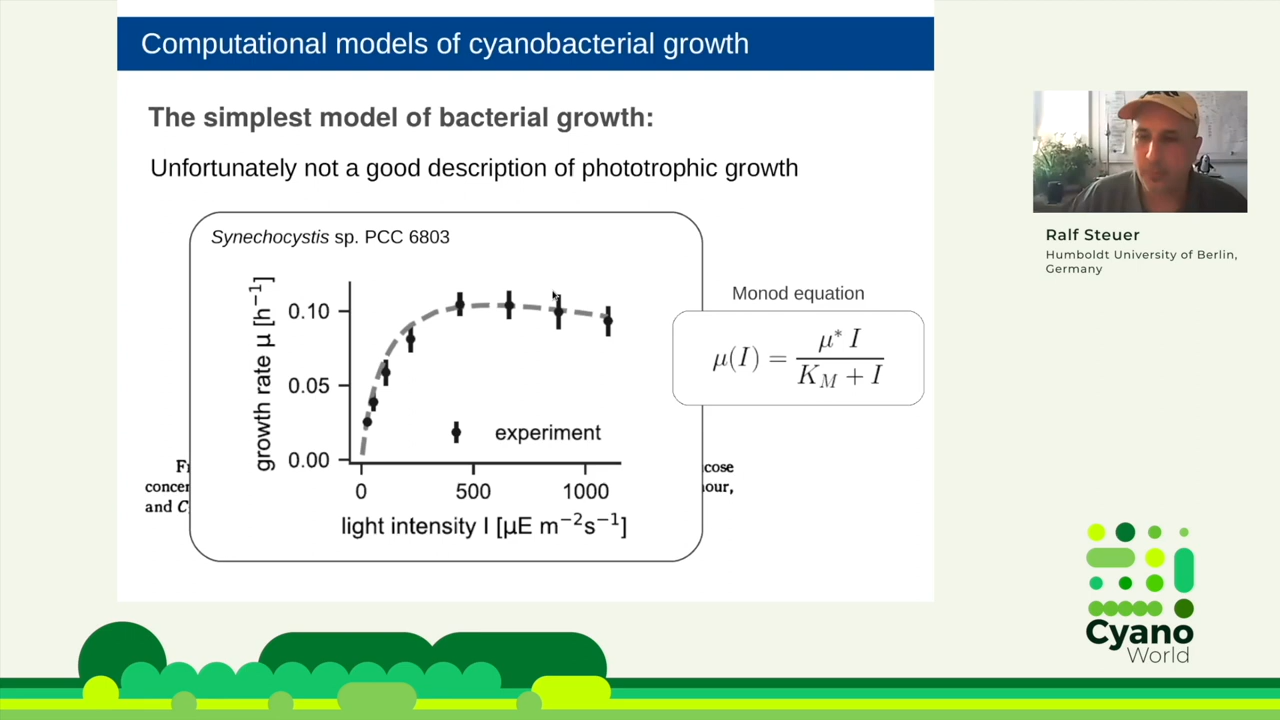 Computational models of cyanobacterial growth
The simplest model of bacterial growth:
Unfortunately not a good description of phototrophic growth
Synechocystis sp. PCC 6803
growth rate µ [h⁻¹]
0.10
0.05
0.00
experiment
0
500
1000
light intensity I [µE m⁻²s⁻¹]
Monod equation
µ(I) = µ* I / (K_M + I)
concer
and C
our,
Ralf Steuer
Humboldt University of Berlin,
Germany
Cyano
World